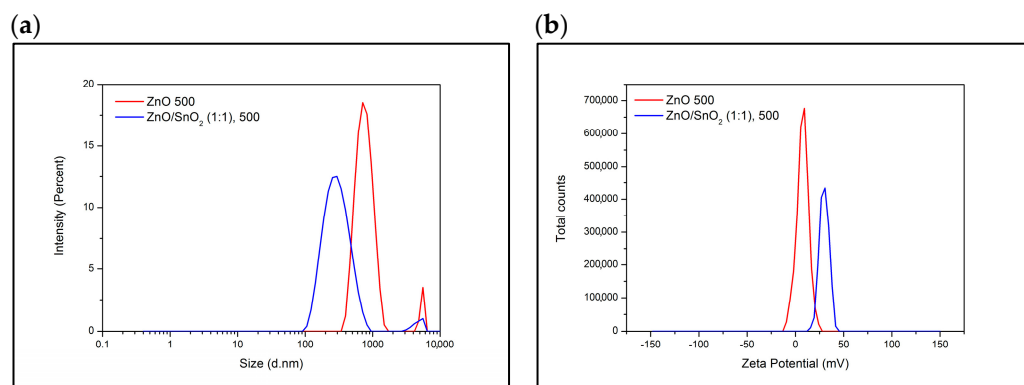 (a)
20
15
10
5
0
0.1
1
10
100
1000
10,000
Intensity (Percent)
Size (d.nm)
ZnO 500
ZnO/SnO₂ (1:1), 500
(b)
700,000
600,000
500,000
400,000
300,000
200,000
100,000
0
-150
-100
-50
0
50
100
150
Total counts
Zeta Potential (mV)
ZnO 500
ZnO/SnO₂ (1:1), 500